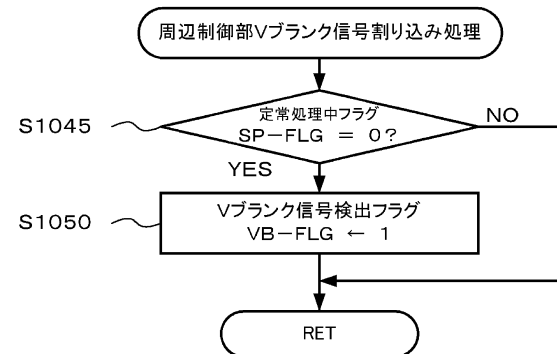 周辺制御部Vブランク信号割り込み処理
S1045
定常処理中フラグ
SP－FLG ＝ 0？
NO
YES
S1050
Vブランク信号検出フラグ
VB－FLG ← 1
RET